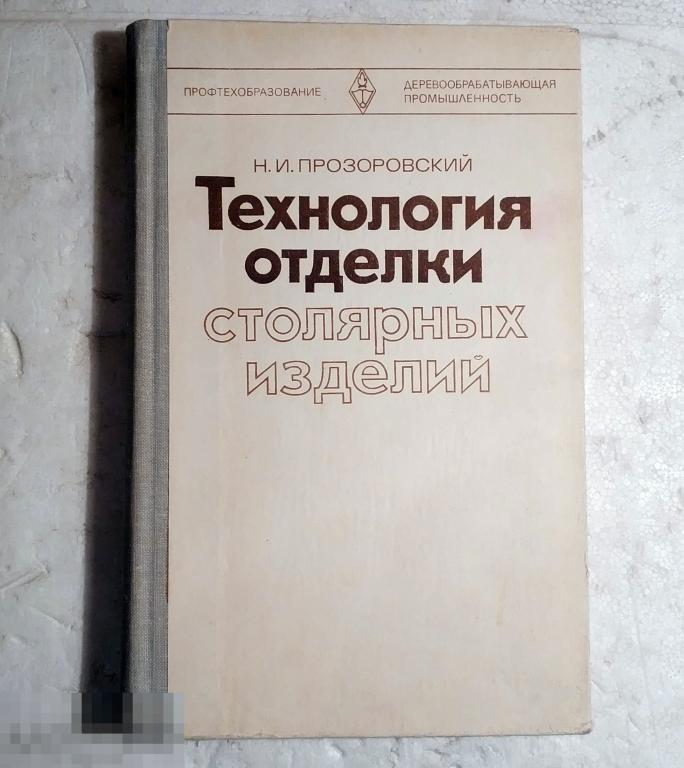 ПРОФТЕХОБРАЗОВАНИЕ
ДЕРЕВООБРАБАТЫВАЮЩАЯ
ПРОМЫШЛЕННОСТЬ
Н. И. ПРОЗОРОВСКИЙ
Технология
отделки
столярных
изделий